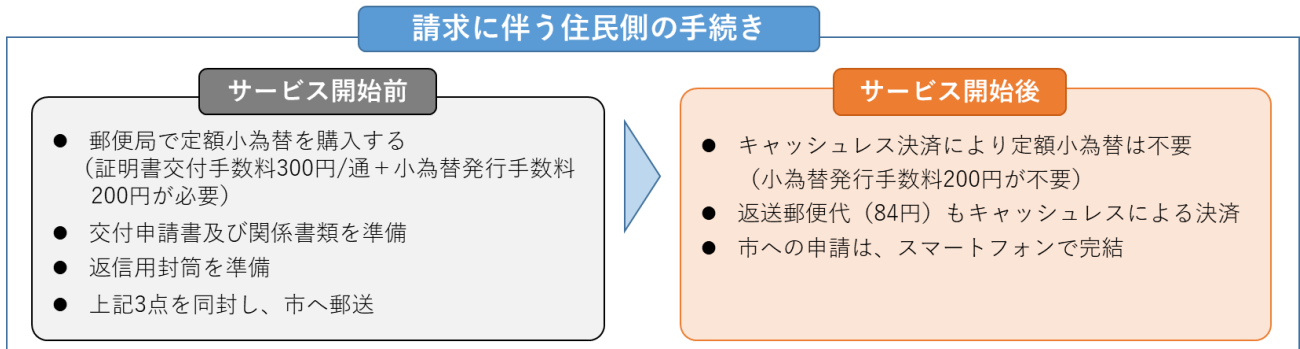 請求に伴う住民側の手続き
サービス開始前
● 郵便局で定額小為替を購入する
(証明書交付手数料300円/通＋小為替発行手数料
200円が必要)
● 交付申請書及び関係書類を準備
● 返信用封筒を準備
● 上記3点を同封し、市へ郵送
サービス開始後
● キャッシュレス決済により定額小為替は不要
（小為替発行手数料200円が不要）
● 返送郵便代（84円）もキャッシュレスによる決済
● 市への申請は、スマートフォンで完結